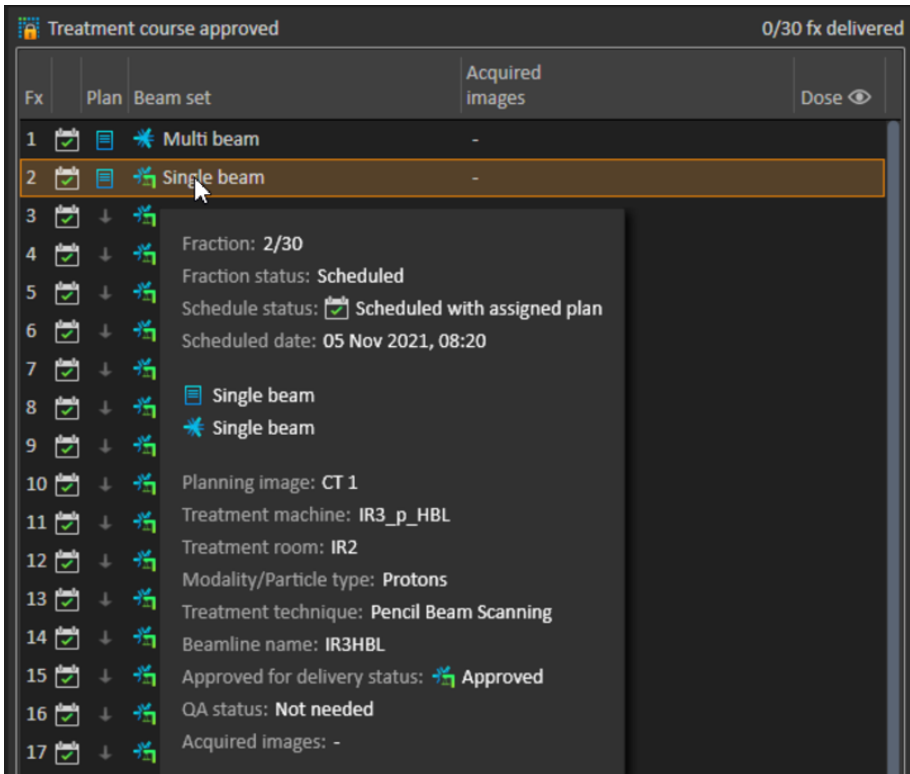 Treatment course approved 0/30 fx delivered
Fx Plan Beam set Acquired images Dose
1 Multi beam -
2 Single beam -
3
4
5
6
7
8
9
10
11
12
13
14
15
16
17
Fraction: 2/30
Fraction status: Scheduled
Schedule status: Scheduled with assigned plan
Scheduled date: 05 Nov 2021, 08:20
Single beam
Single beam
Planning image: CT 1
Treatment machine: IR3_p_HBL
Treatment room: IR2
Modality/Particle type: Protons
Treatment technique: Pencil Beam Scanning
Beamline name: IR3HBL
Approved for delivery status: Approved
QA status: Not needed
Acquired images: -